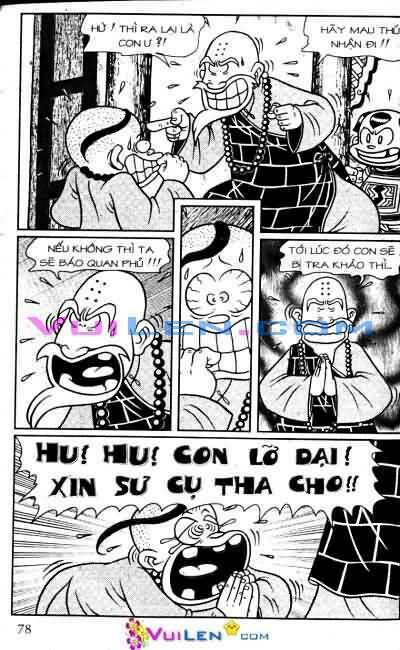 HỪ! THÌ RA LẠI LÀ
CON Ư?!
HÃY MAU THÚ
NHẬN ĐI!!
NẾU KHÔNG THÌ TA
SẼ BÁO QUAN PHỦ!!!
TỚI LÚC ĐÓ CON SẼ
BỊ TRA KHẢO THÌ...
VUILEN.COM
HU! HU! CON LỠ DẠI!
XIN SƯ CỤ THA CHO!!
78
VUILEN.COM